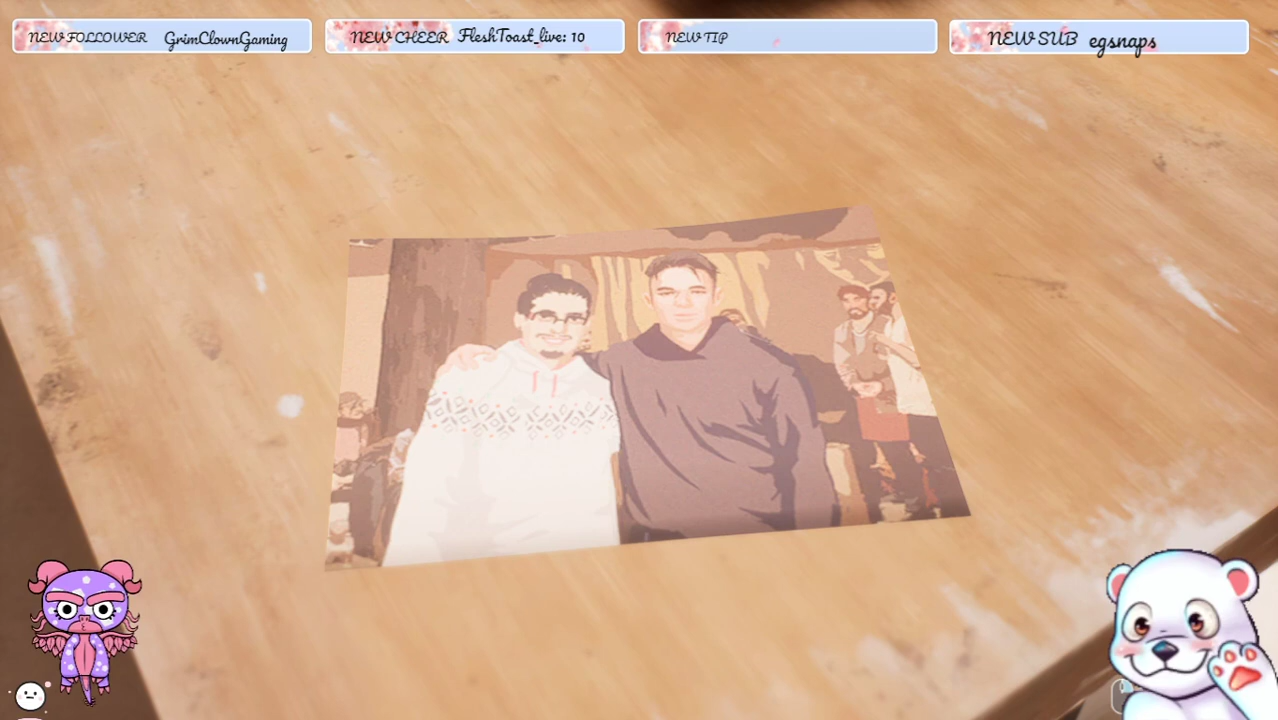 NEW FOLLOWER GrimClownGaming
NEW CHEER FleshToast_live: 10
NEW TIP
NEW SUB egsnaps